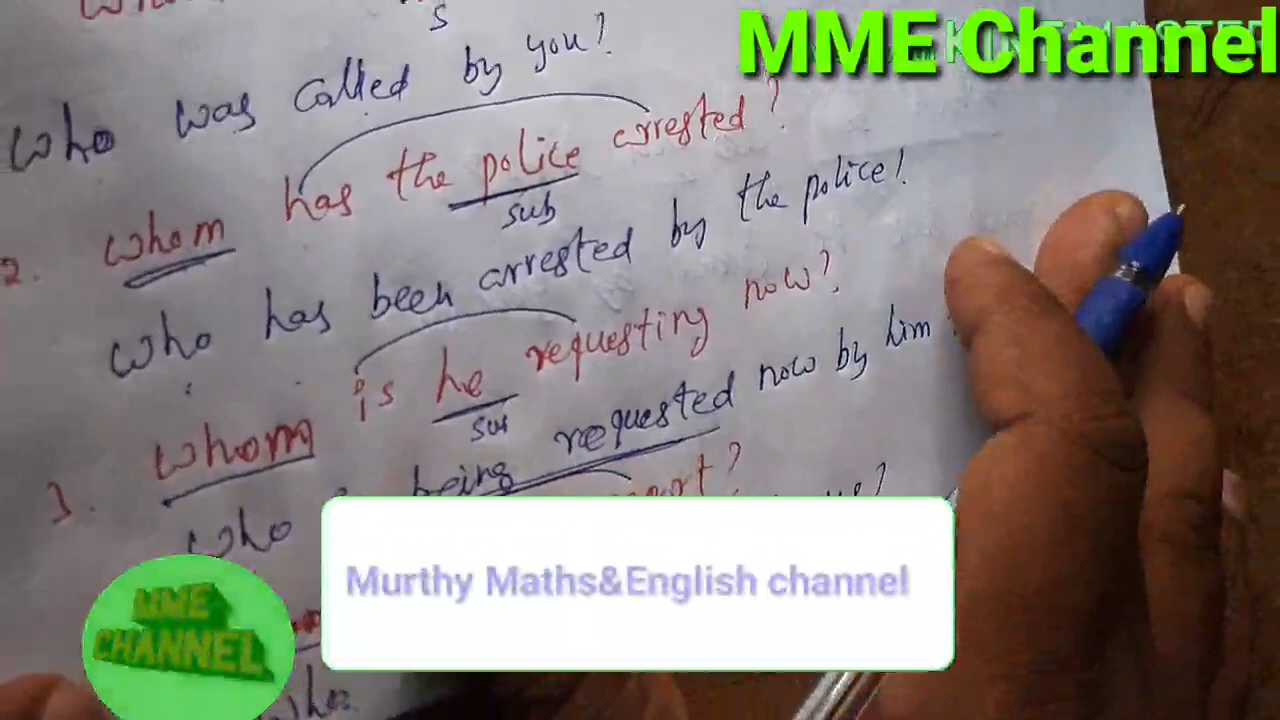 MME Channel
s
who was called by you?
2. whom has the police arrested?
sub
who has been arrested by the police?
3. whom is he requesting now?
sub
who being requested now by him
?
Murthy Maths&English channel
MME
CHANNEL